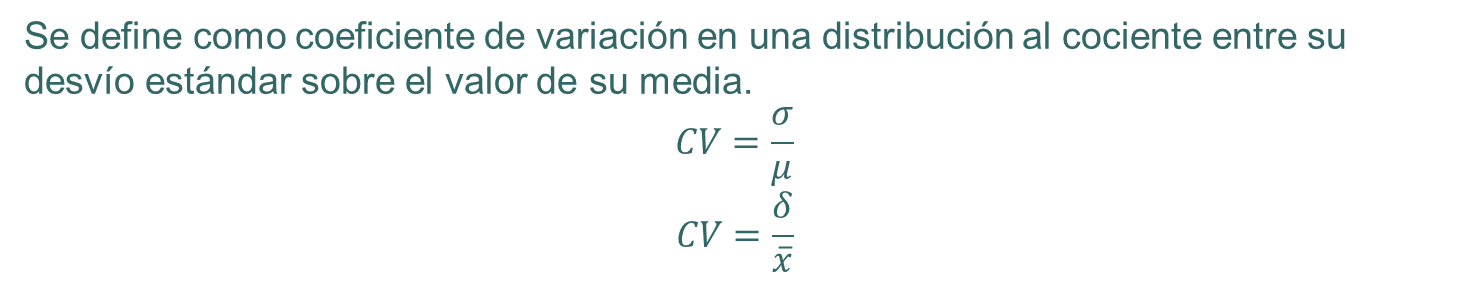 Se define como coeficiente de variación en una distribución al cociente entre su
desvío estándar sobre el valor de su media.
𝐶𝑉 = 𝜎/𝜇
𝐶𝑉 = 𝛿/x̄